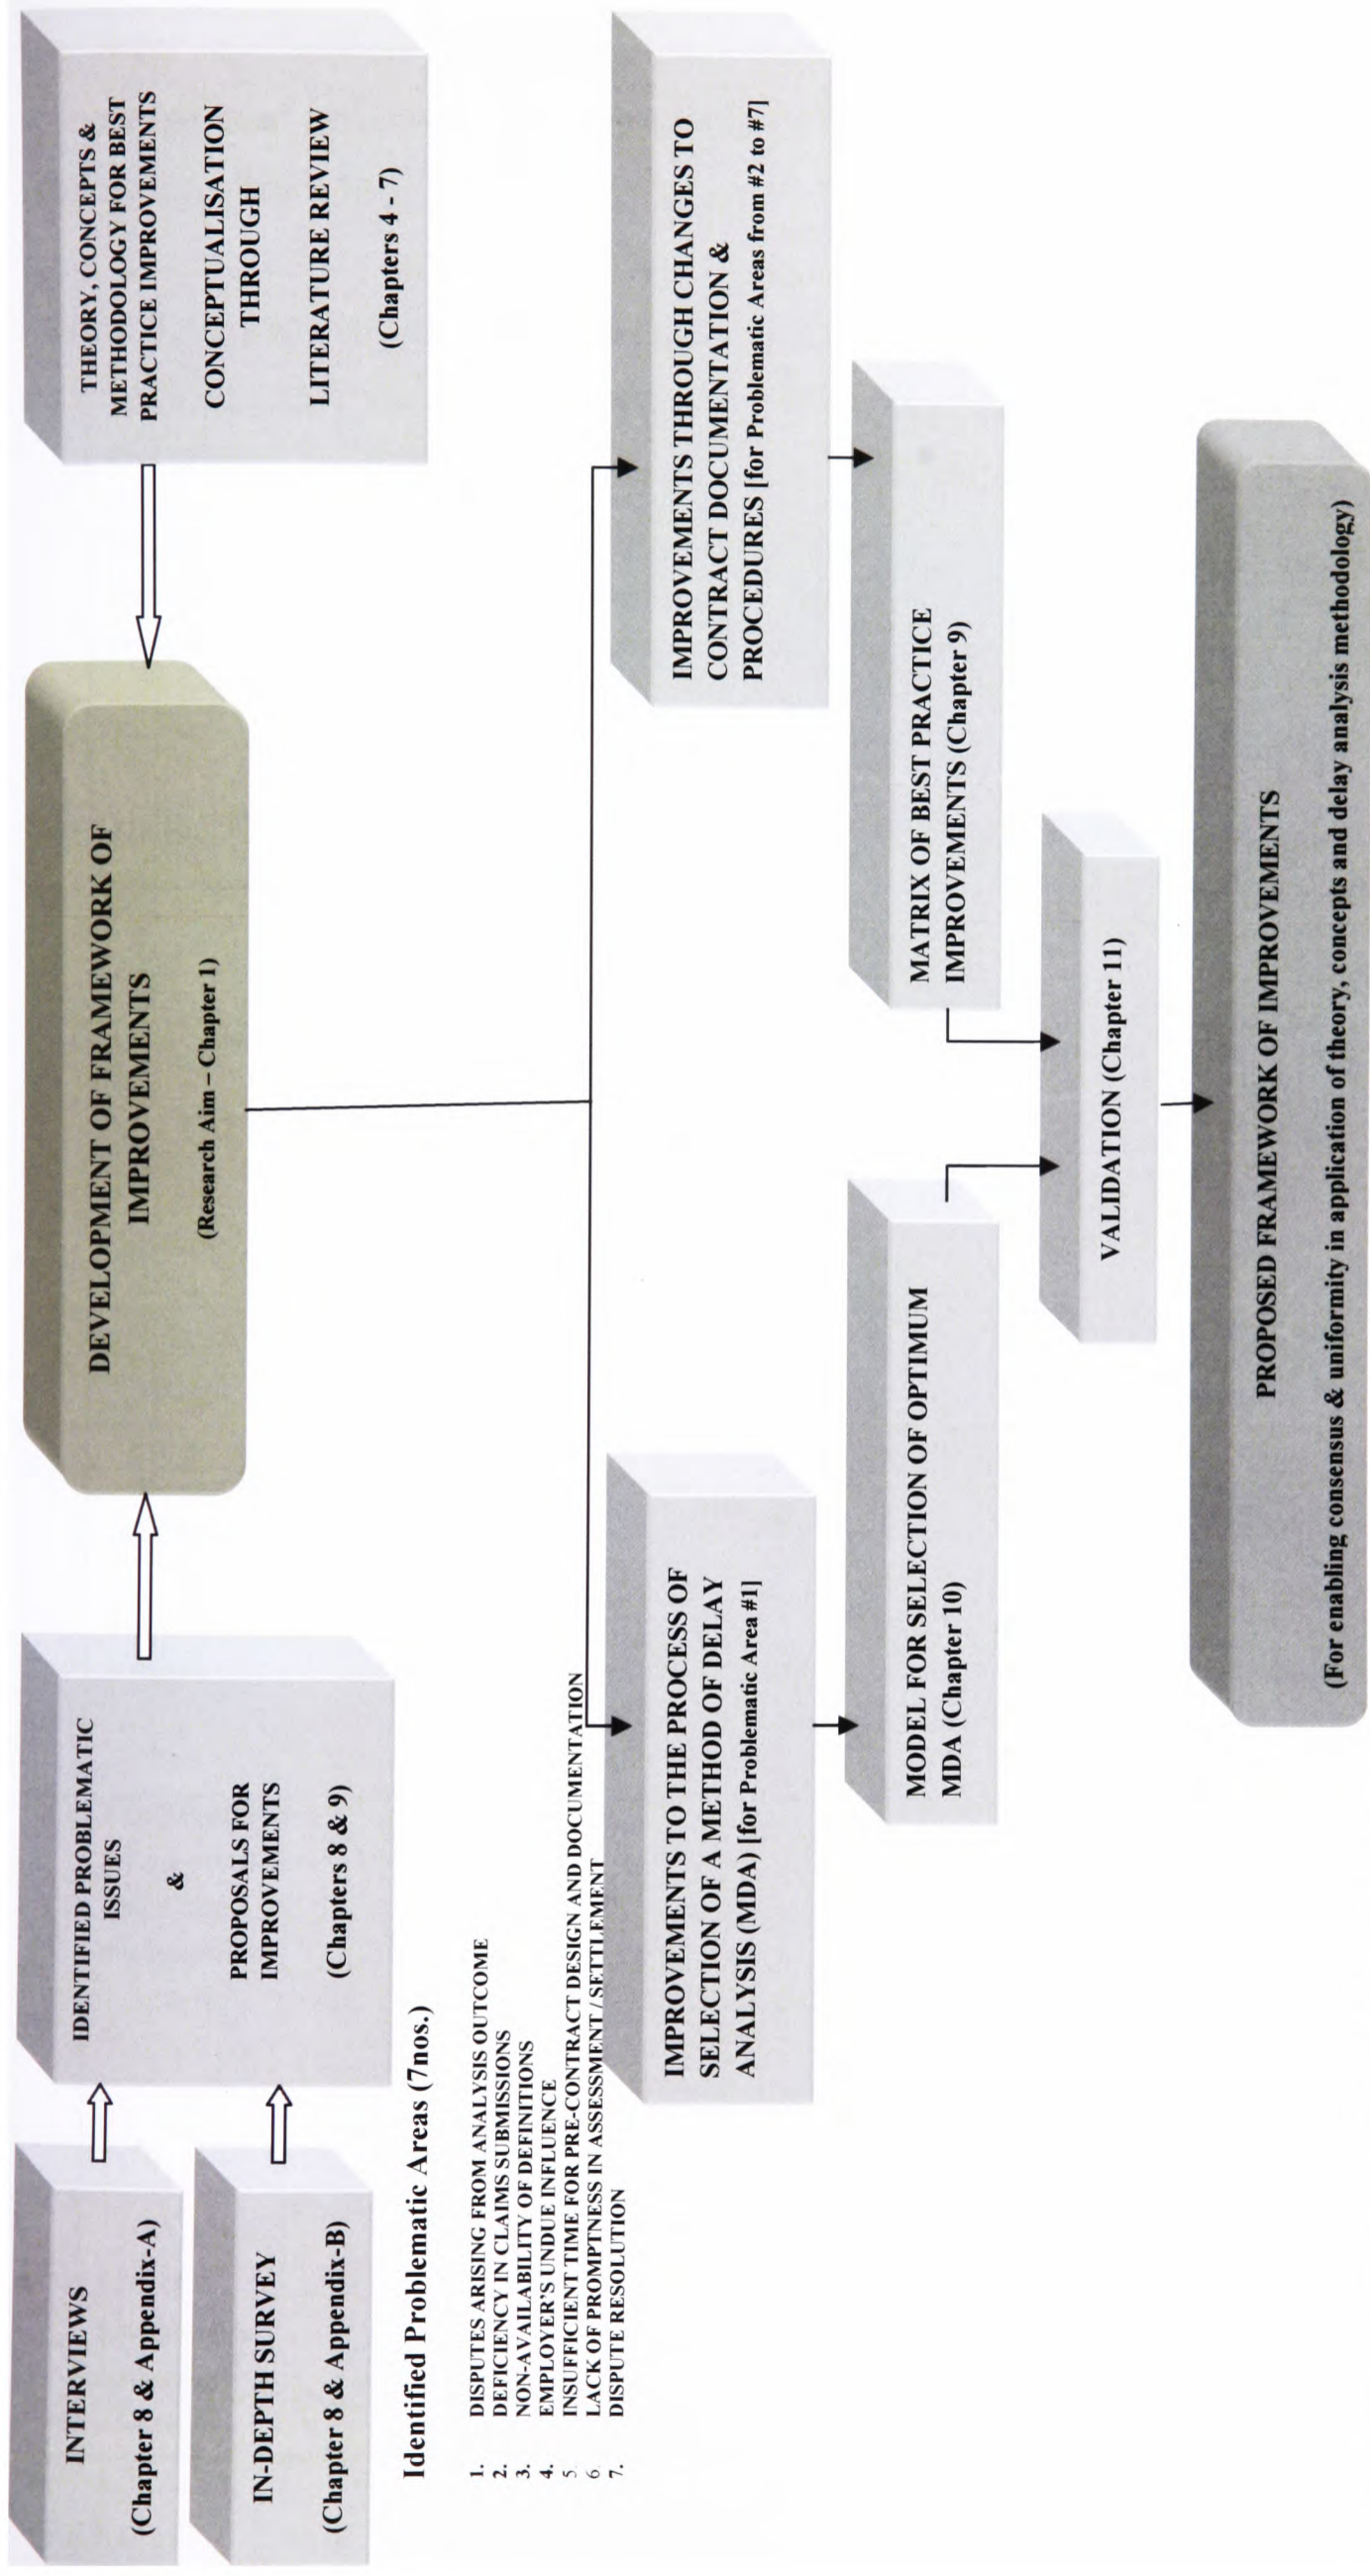 INTERVIEWS
(Chapter 8 & Appendix-A)
IN-DEPTH SURVEY
(Chapter 8 & Appendix-B)
IDENTIFIED PROBLEMATIC
ISSUES
&
PROPOSALS FOR
IMPROVEMENTS
(Chapters 8 & 9)
DEVELOPMENT OF FRAMEWORK OF
IMPROVEMENTS
(Research Aim – Chapter 1)
THEORY, CONCEPTS &
METHODOLOGY FOR BEST
PRACTICE IMPROVEMENTS
CONCEPTUALISATION
THROUGH
LITERATURE REVIEW
(Chapters 4 - 7)
Identified Problematic Areas (7nos.)
1. DISPUTES ARISING FROM ANALYSIS OUTCOME
2. DEFICIENCY IN CLAIMS SUBMISSIONS
3. NON-AVAILABILITY OF DEFINITIONS
4. EMPLOYER'S UNDUE INFLUENCE
5. INSUFFICIENT TIME FOR PRE-CONTRACT DESIGN AND DOCUMENTATION
6. LACK OF PROMPTNESS IN ASSESSMENT / SETTLEMENT
7. DISPUTE RESOLUTION
IMPROVEMENTS TO THE PROCESS OF
SELECTION OF A METHOD OF DELAY
ANALYSIS (MDA) [for Problematic Area #1]
IMPROVEMENTS THROUGH CHANGES TO
CONTRACT DOCUMENTATION &
PROCEDURES [for Problematic Areas from #2 to #7]
MODEL FOR SELECTION OF OPTIMUM
MDA (Chapter 10)
MATRIX OF BEST PRACTICE
IMPROVEMENTS (Chapter 9)
VALIDATION (Chapter 11)
PROPOSED FRAMEWORK OF IMPROVEMENTS
(For enabling consensus & uniformity in application of theory, concepts and delay analysis methodology)